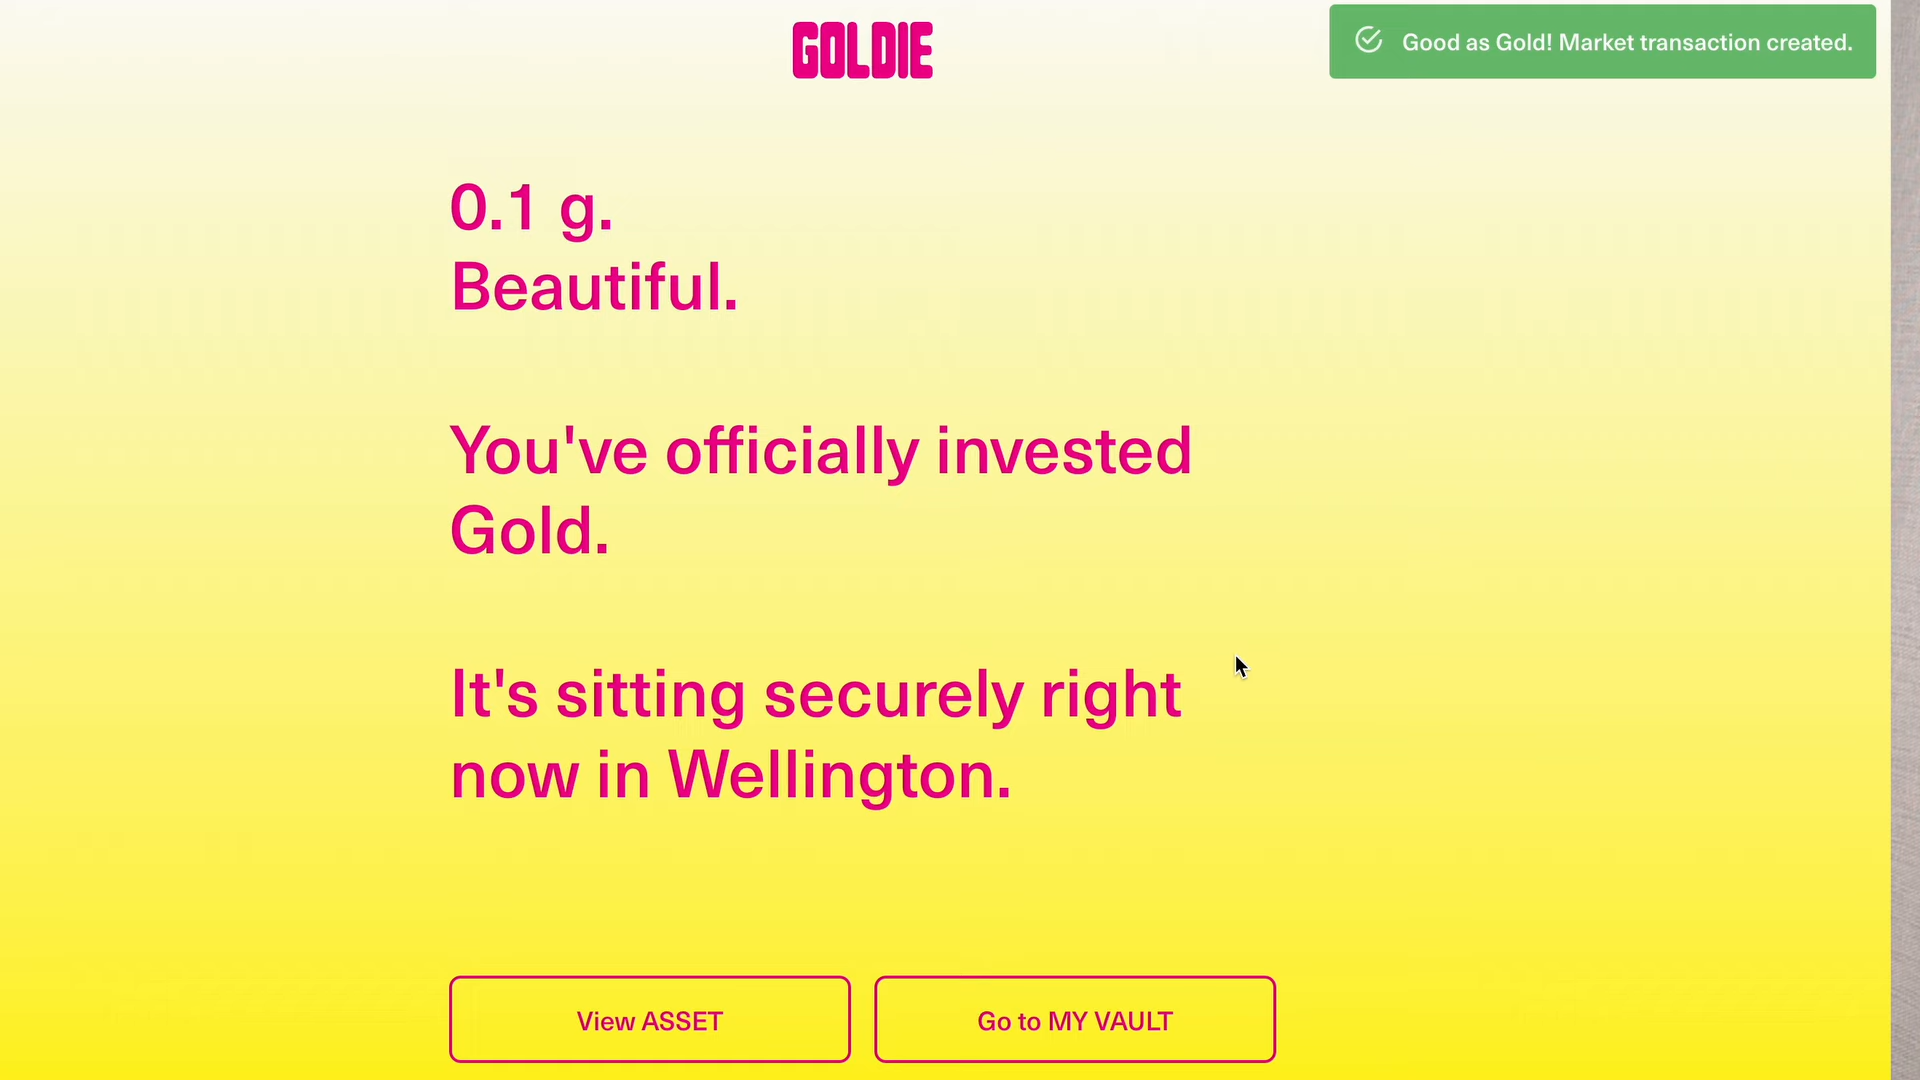 GOLDIE
Good as Gold! Market transaction created.
0.1 g.
Beautiful.
You've officially invested
Gold.
It's sitting securely right
now in Wellington.
View ASSET
Go to MY VAULT